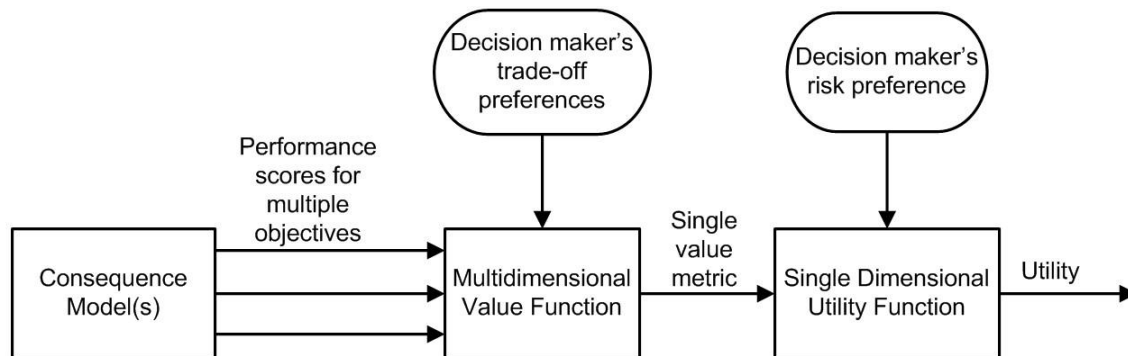 Decision maker’s
trade-off
preferences
Decision maker’s
risk preference
Performance
scores for
multiple
objectives
Single
value
metric
Consequence
Model(s)
Multidimensional
Value Function
Single Dimensional
Utility Function
Utility